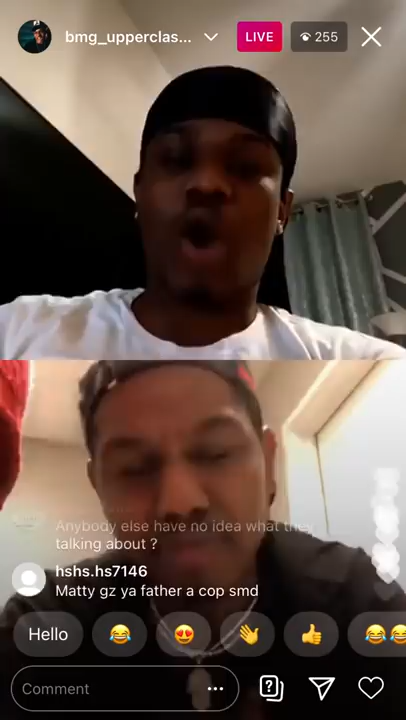 bmg_upperclas...
LIVE
255
Anybody else have no idea what they
talking about ?
hshs.hs7146
Matty gz ya father a cop smd
Hello
Comment